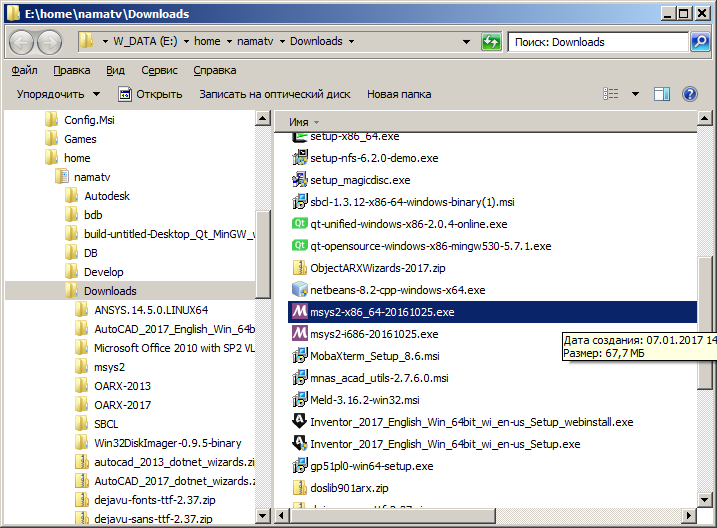 E:\home\namatv\Downloads
W_DATA (E:) home namatv Downloads
Поиск: Downloads
Файл Правка Вид Сервис Справка
Упорядочить Открыть Записать на оптический диск Новая папка
Config.Msi
Games
home
namatv
Autodesk
bdb
build-untitled-Desktop_Qt_MinGW_w
DB
Develop
Downloads
ANSYS.14.5.0.LINUX64
AutoCAD_2017_English_Win_64b
Microsoft Office 2010 with SP2 VL
msys2
OARX-2013
OARX-2017
SBCL
Win32DiskImager-0.9.5-binary
autocad_2013_dotnet_wizards.zi
AutoCAD_2017_dotnet_wizards.z
dejavu-fonts-ttf-2.37.zip
dejavu-sans-ttf-2.37.zip
Имя
setup-x86_64.exe
setup-nfs-6.2.0-demo.exe
setup_magicdisc.exe
sbcl-1.3.12-x86-64-windows-binary(1).msi
Qt qt-unified-windows-x86-2.0.4-online.exe
Qt qt-opensource-windows-x86-mingw530-5.7.1.exe
ObjectARXWizards-2017.zip
netbeans-8.2-cpp-windows-x64.exe
M msys2-x86_64-20161025.exe
M msys2-i686-20161025.exe
Дата создания: 07.01.2017 14
Размер: 67,7 МБ
MobaXterm_Setup_8.6.msi
mnas_acad_utils-2.7.6.0.msi
Meld-3.16.2-win32.msi
Inventor_2017_English_Win_64bit_wi_en-us_Setup_webinstall.exe
Inventor_2017_English_Win_64bit_wi_en-us_Setup.exe
gp51pl0-win64-setup.exe
doslib901arx.zip